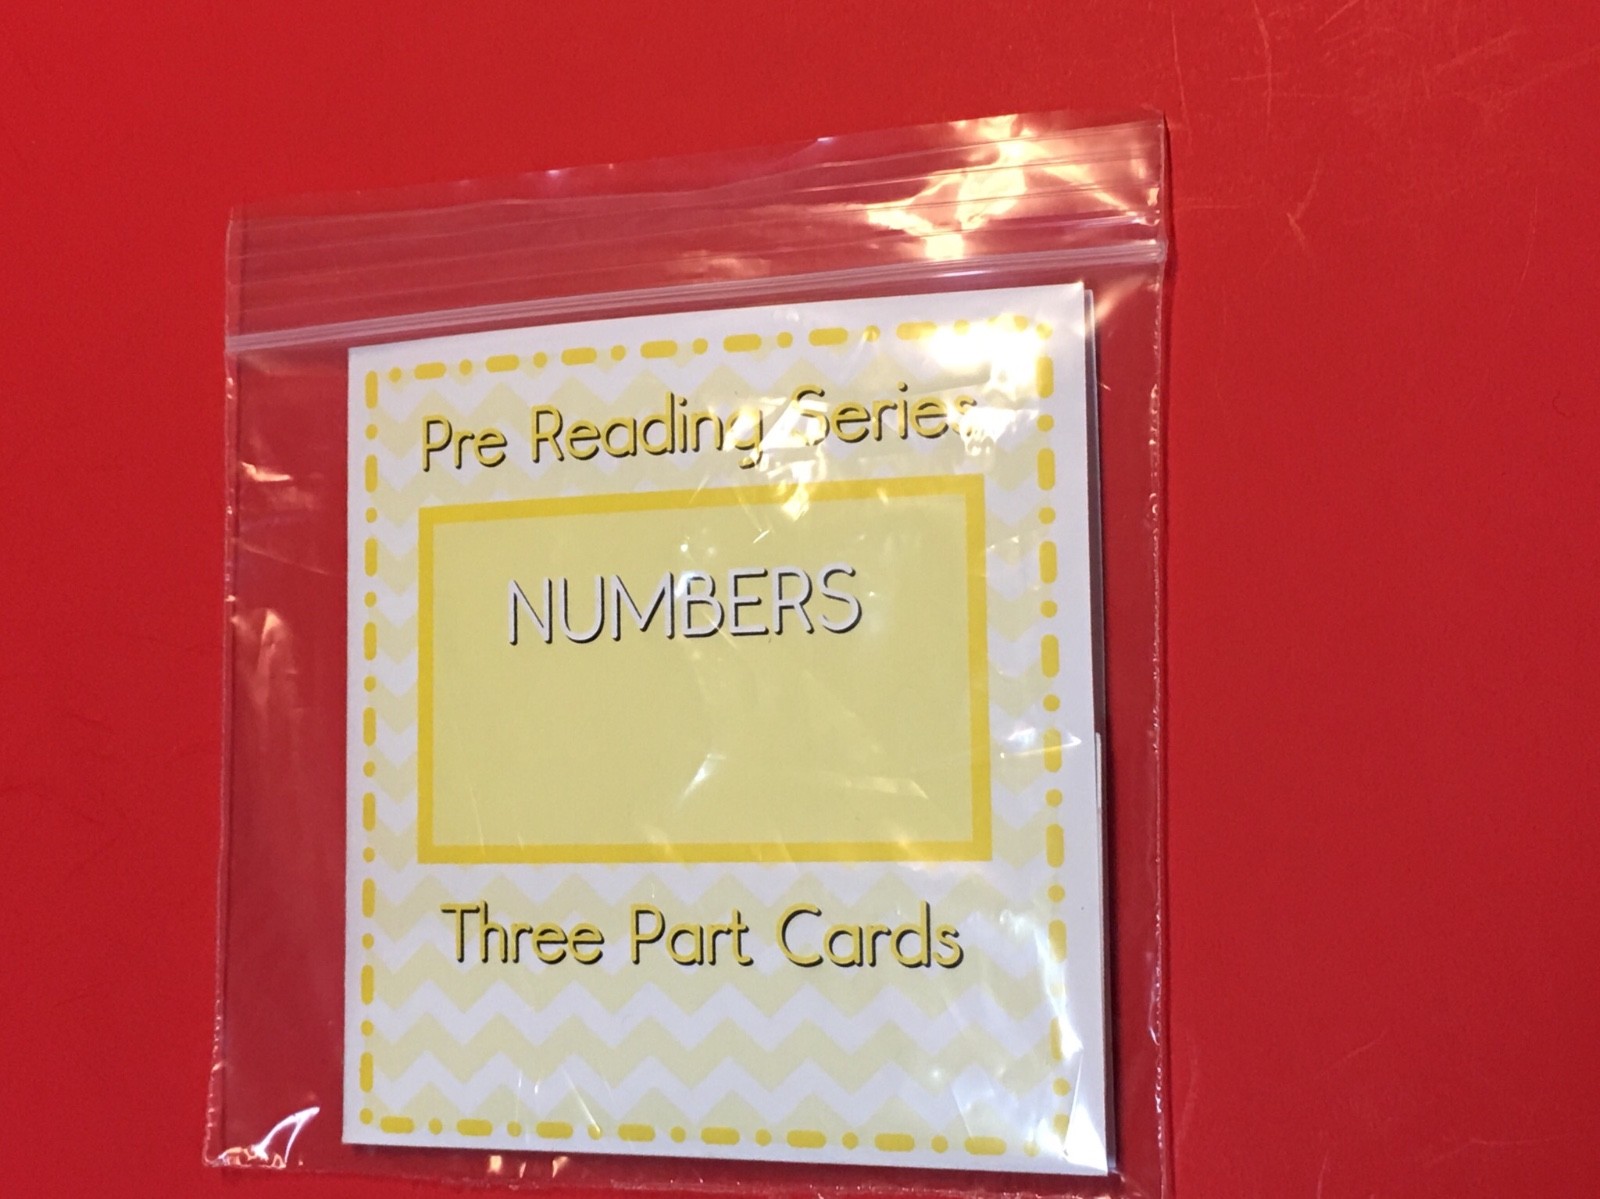 Pre Reading Series
NUMBERS
Three Part Cards